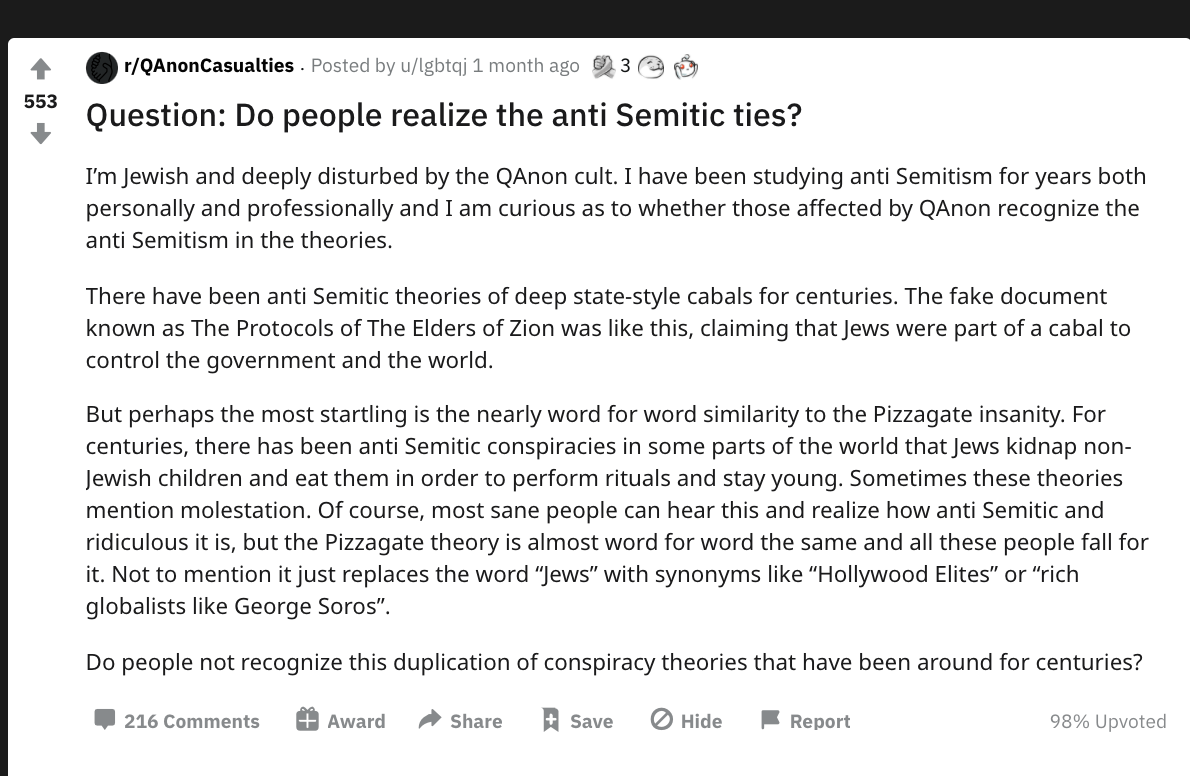 r/QAnonCasualties · Posted by u/lgbtqj 1 month ago 3
553
Question: Do people realize the anti Semitic ties?
I’m Jewish and deeply disturbed by the QAnon cult. I have been studying anti Semitism for years both
personally and professionally and I am curious as to whether those affected by QAnon recognize the
anti Semitism in the theories.
There have been anti Semitic theories of deep state-style cabals for centuries. The fake document
known as The Protocols of The Elders of Zion was like this, claiming that Jews were part of a cabal to
control the government and the world.
But perhaps the most startling is the nearly word for word similarity to the Pizzagate insanity. For
centuries, there has been anti Semitic conspiracies in some parts of the world that Jews kidnap non-
Jewish children and eat them in order to perform rituals and stay young. Sometimes these theories
mention molestation. Of course, most sane people can hear this and realize how anti Semitic and
ridiculous it is, but the Pizzagate theory is almost word for word the same and all these people fall for
it. Not to mention it just replaces the word “Jews” with synonyms like “Hollywood Elites” or “rich
globalists like George Soros”.
Do people not recognize this duplication of conspiracy theories that have been around for centuries?
216 Comments Award Share Save Hide Report 98% Upvoted